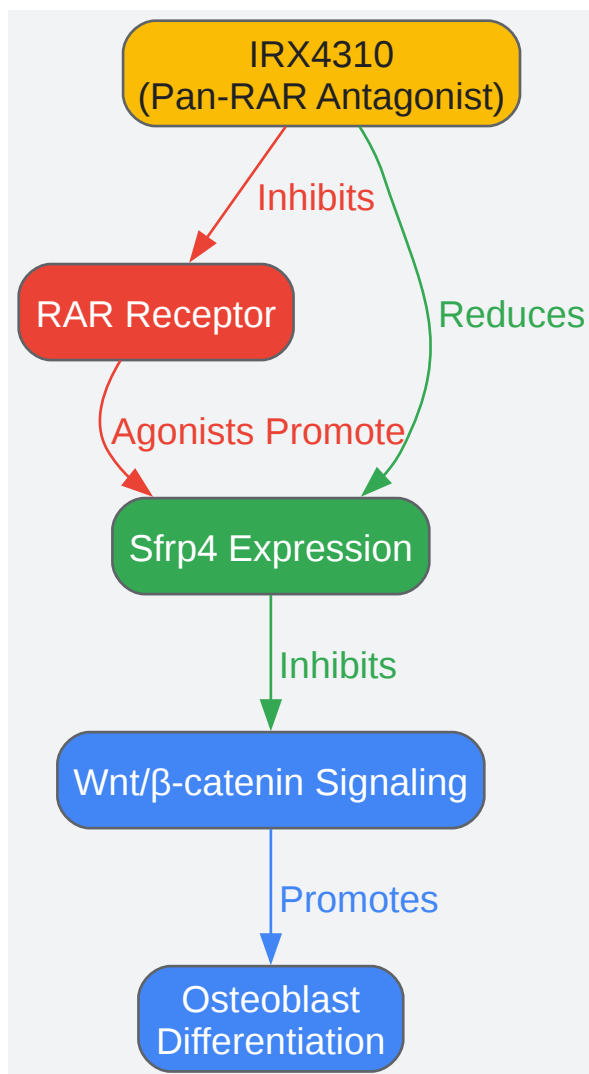 IRX4310
(Pan-RAR Antagonist)
Inhibits
RAR Receptor
Reduces
Agonists Promote
Sfrp4 Expression
Inhibits
Wnt/β-catenin Signaling
Promotes
Osteoblast
Differentiation